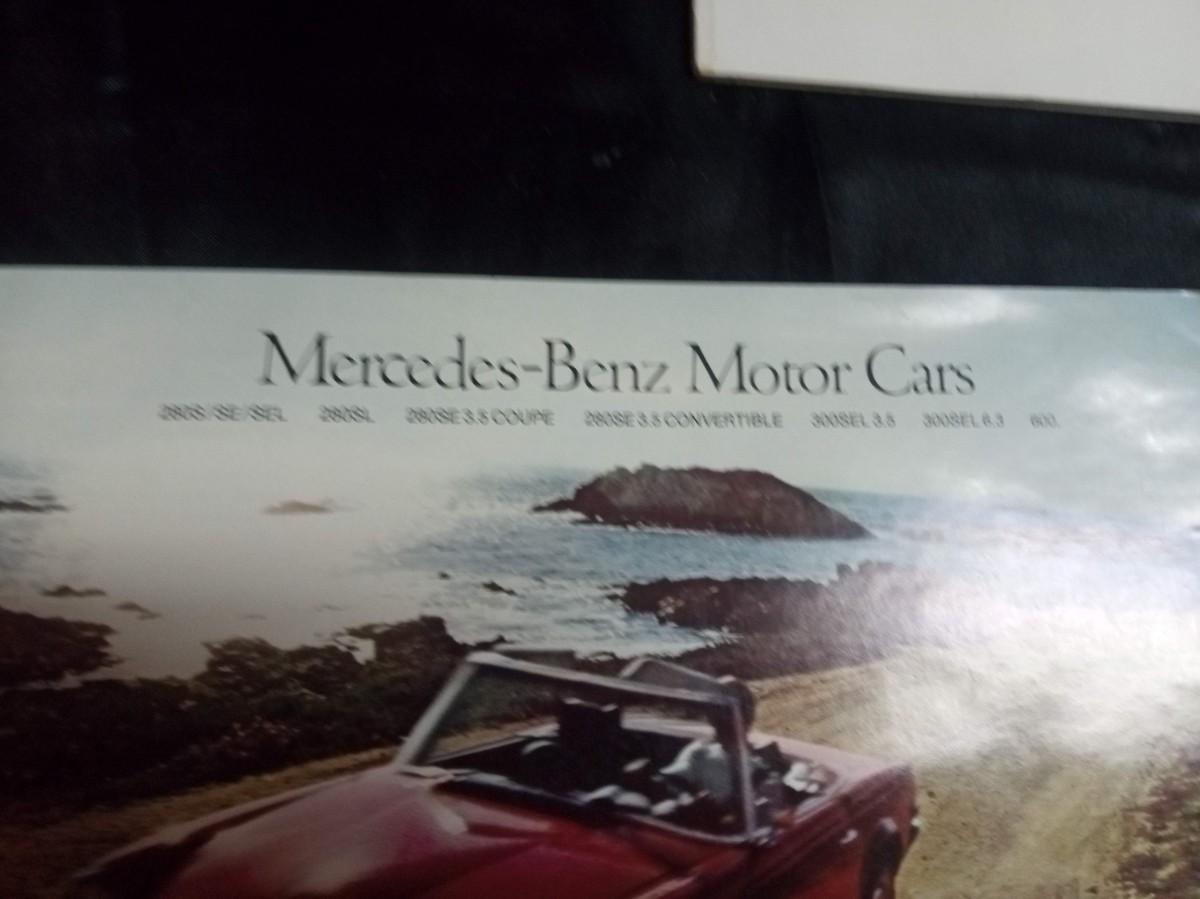 Mercedes-Benz Motor Cars
280S/SE/SEL 280SL 280SE 3.5 COUPE 280SE 3.5 CONVERTIBLE 300SEL 3.5 300SEL 6.3 600.